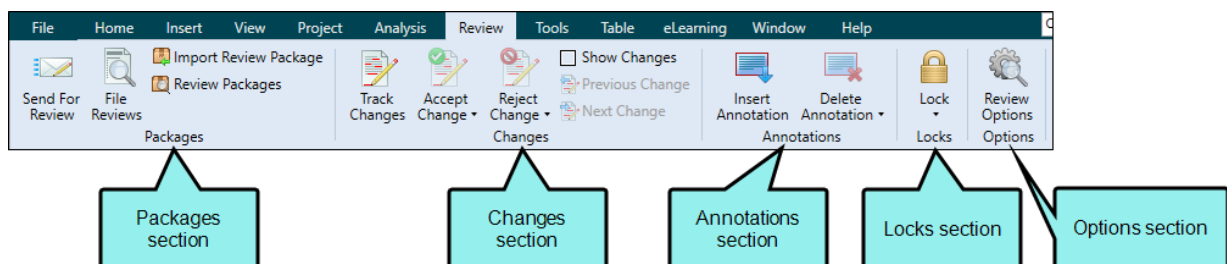 File Home Insert View Project Analysis Review Tools Table eLearning Window Help
Send For
Review
File
Reviews
Import Review Package
Review Packages
Packages
Track
Changes
Accept
Change
Reject
Change
Show Changes
Previous Change
Next Change
Changes
Insert
Annotation
Delete
Annotation
Annotations
Lock
Locks
Review
Options
Options
Packages
section
Changes
section
Annotations
section
Locks section
Options section